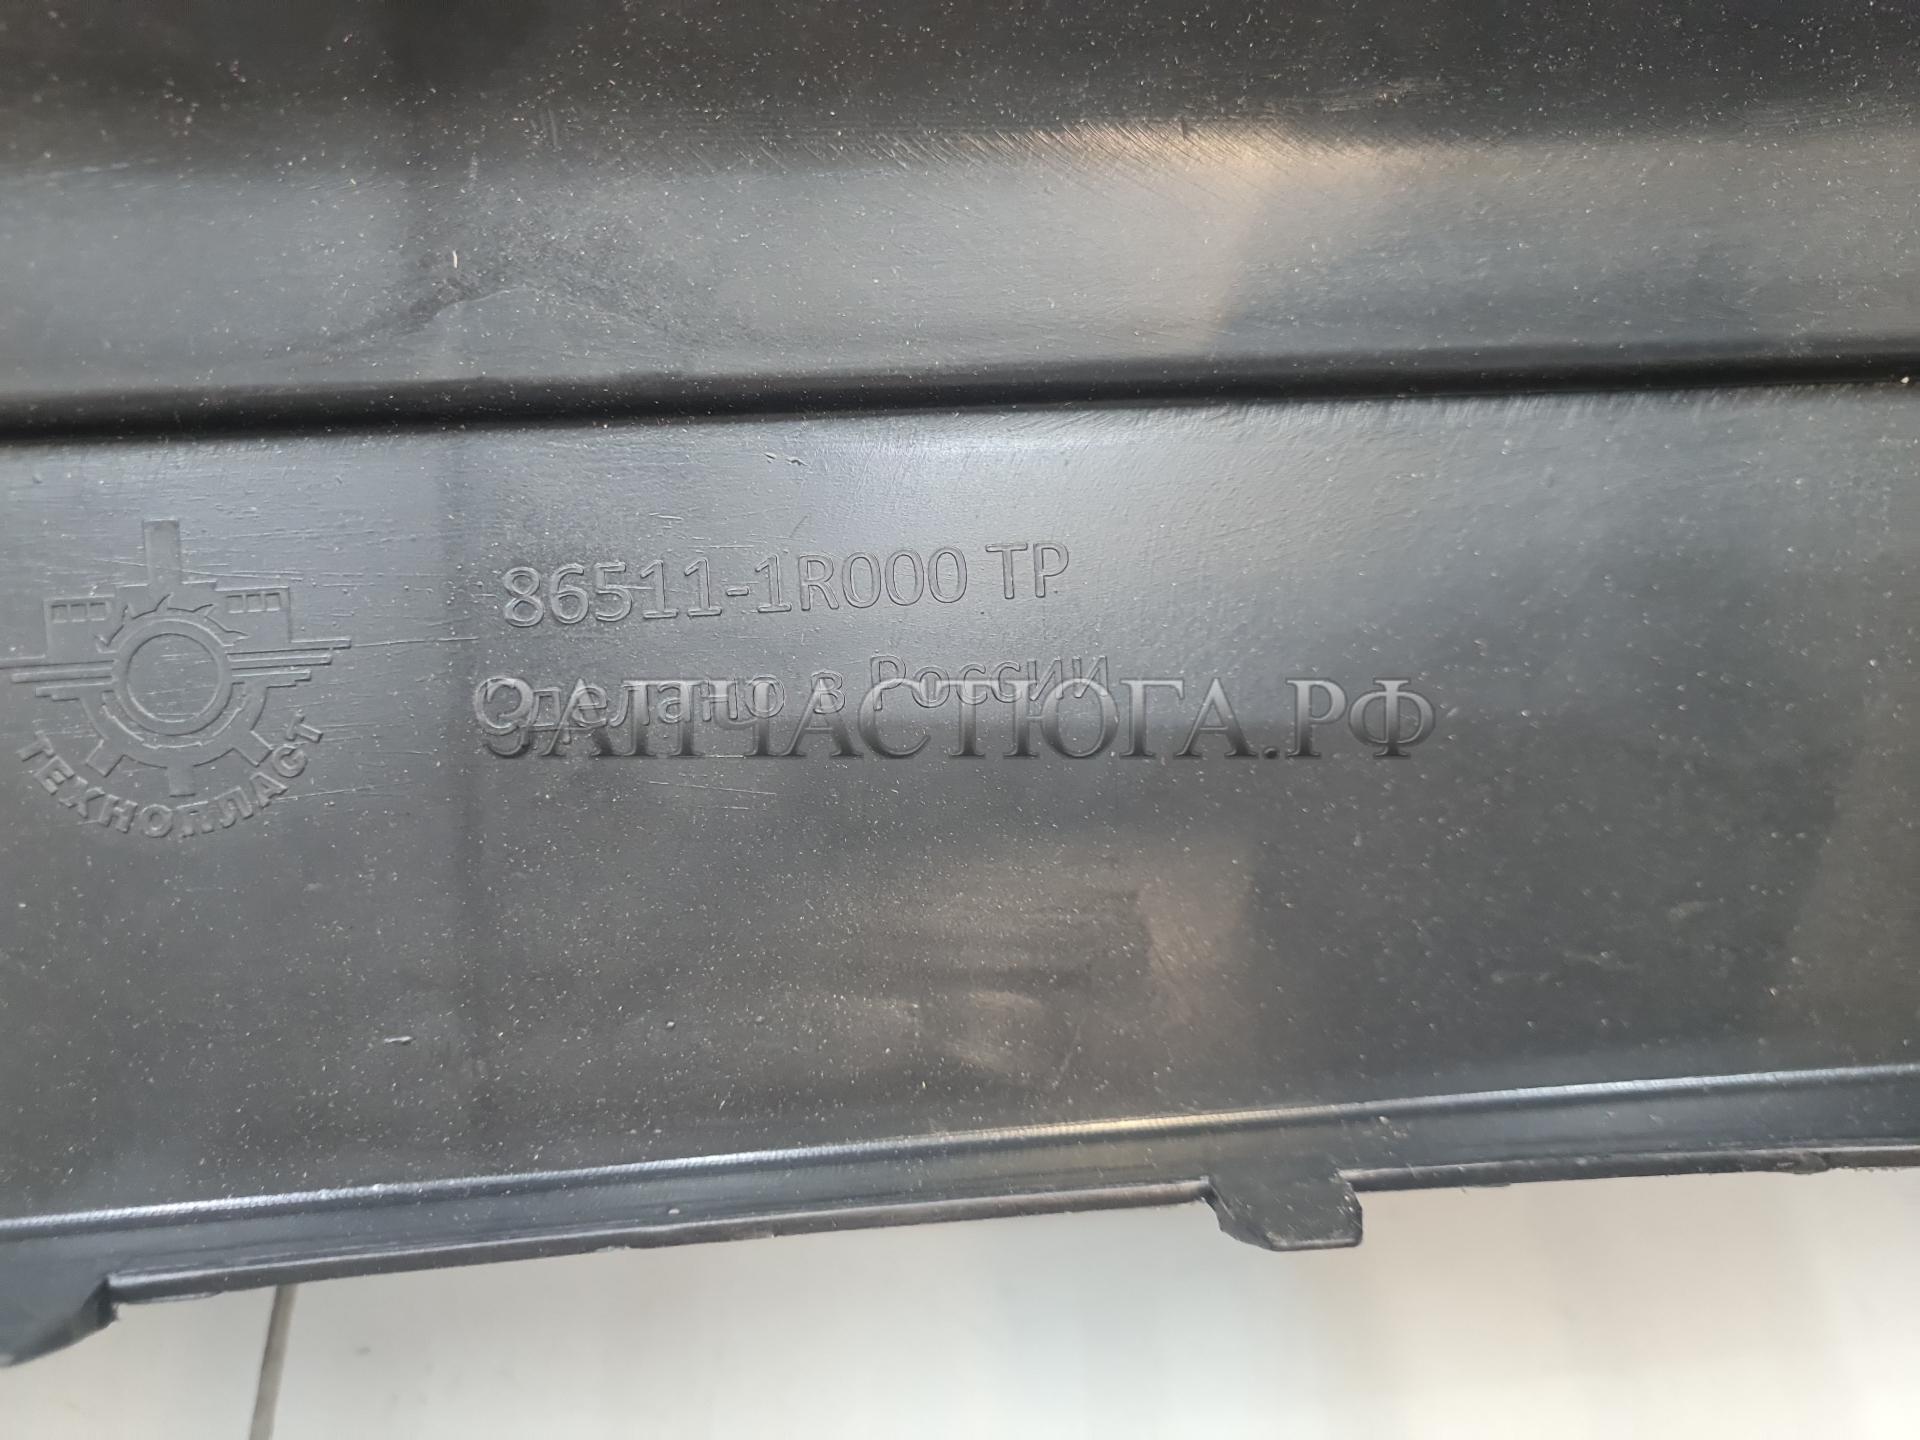 86511-1R000 TP
Сделано в России
ЗАПЧАСТЮГА.РФ
ТЕХНОПЛАСТ